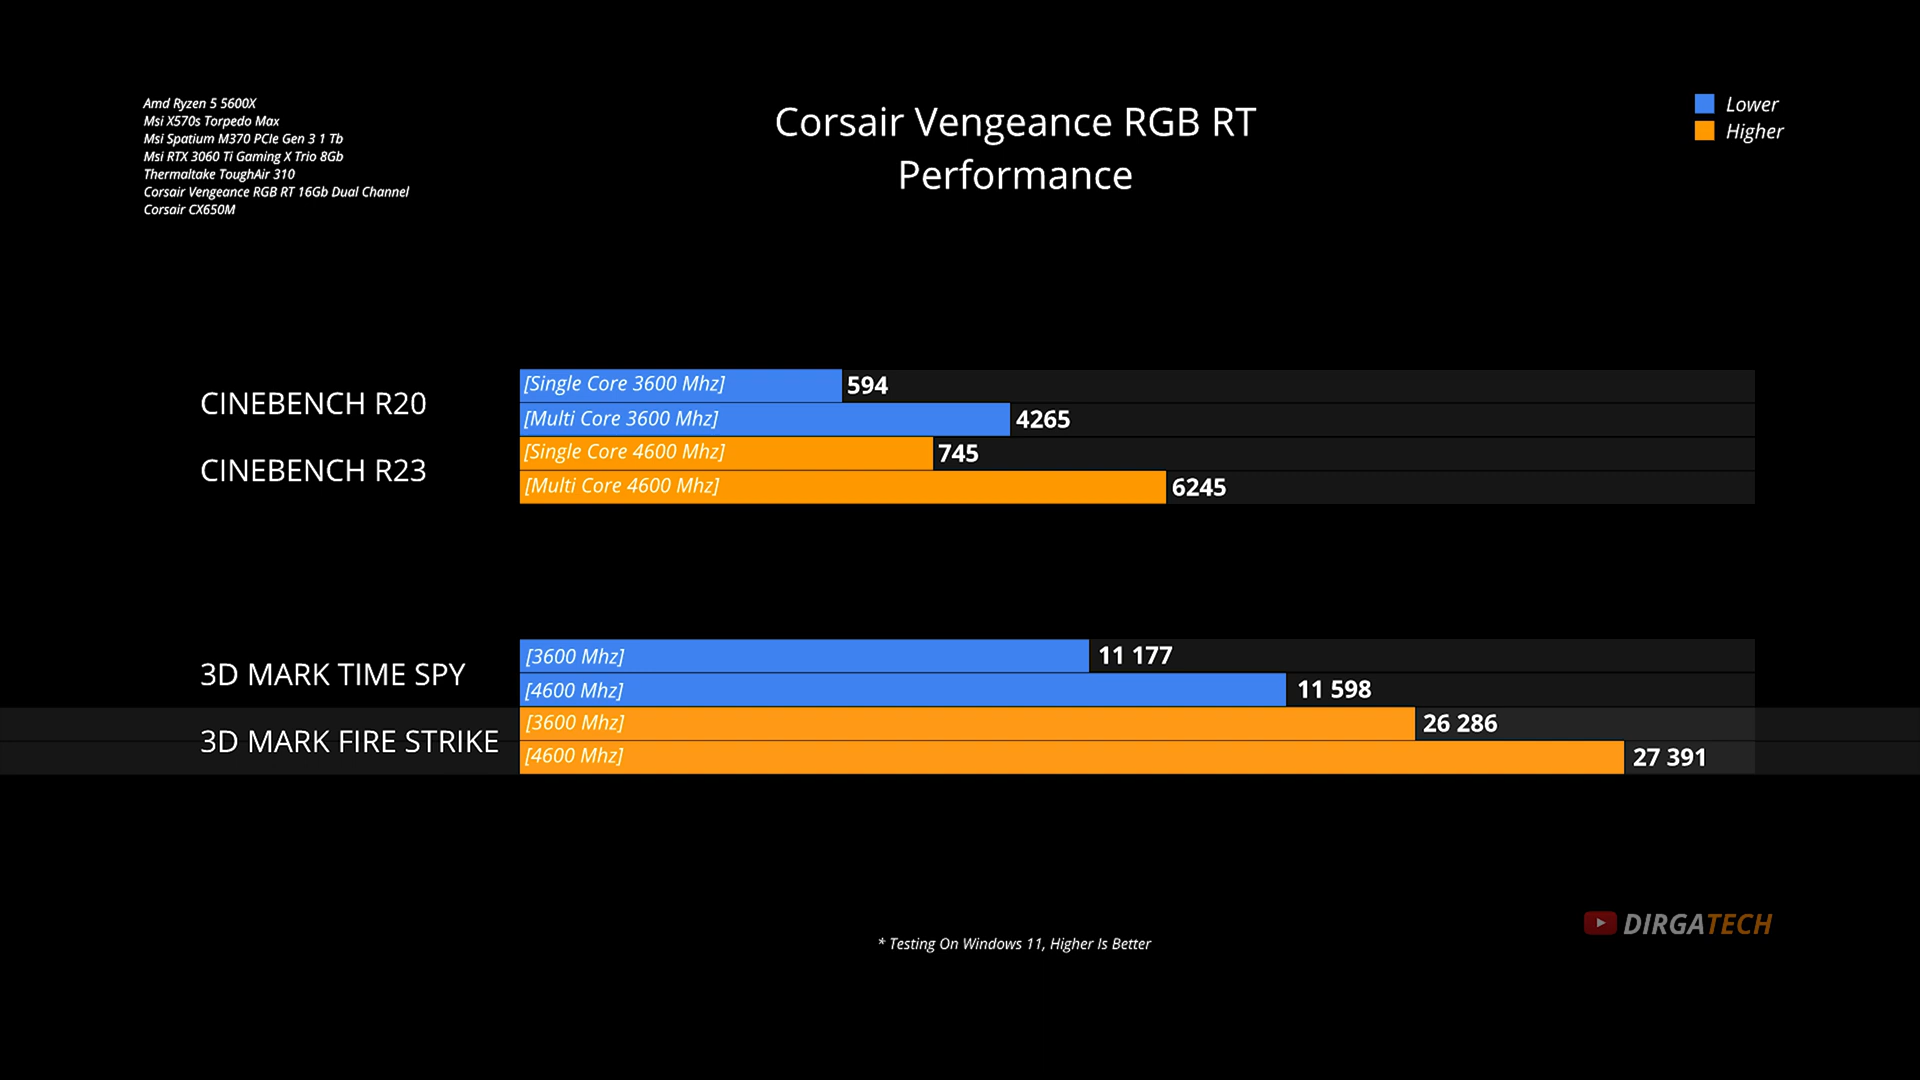 Amd Ryzen 5 5600X
Msi X570s Torpedo Max
Msi Spatium M370 PCIe Gen 3 1 Tb
Msi RTX 3060 Ti Gaming X Trio 8Gb
Thermaltake ToughAir 310
Corsair Vengeance RGB RT 16Gb Dual Channel
Corsair CX650M
Corsair Vengeance RGB RT
Performance
Lower
Higher
CINEBENCH R20
[Single Core 3600 Mhz] 594
[Multi Core 3600 Mhz] 4265
CINEBENCH R23
[Single Core 4600 Mhz] 745
[Multi Core 4600 Mhz] 6245
3D MARK TIME SPY
[3600 Mhz] 11 177
[4600 Mhz] 11 598
3D MARK FIRE STRIKE
[3600 Mhz] 26 286
[4600 Mhz] 27 391
DIRGATECH
* Testing On Windows 11, Higher Is Better